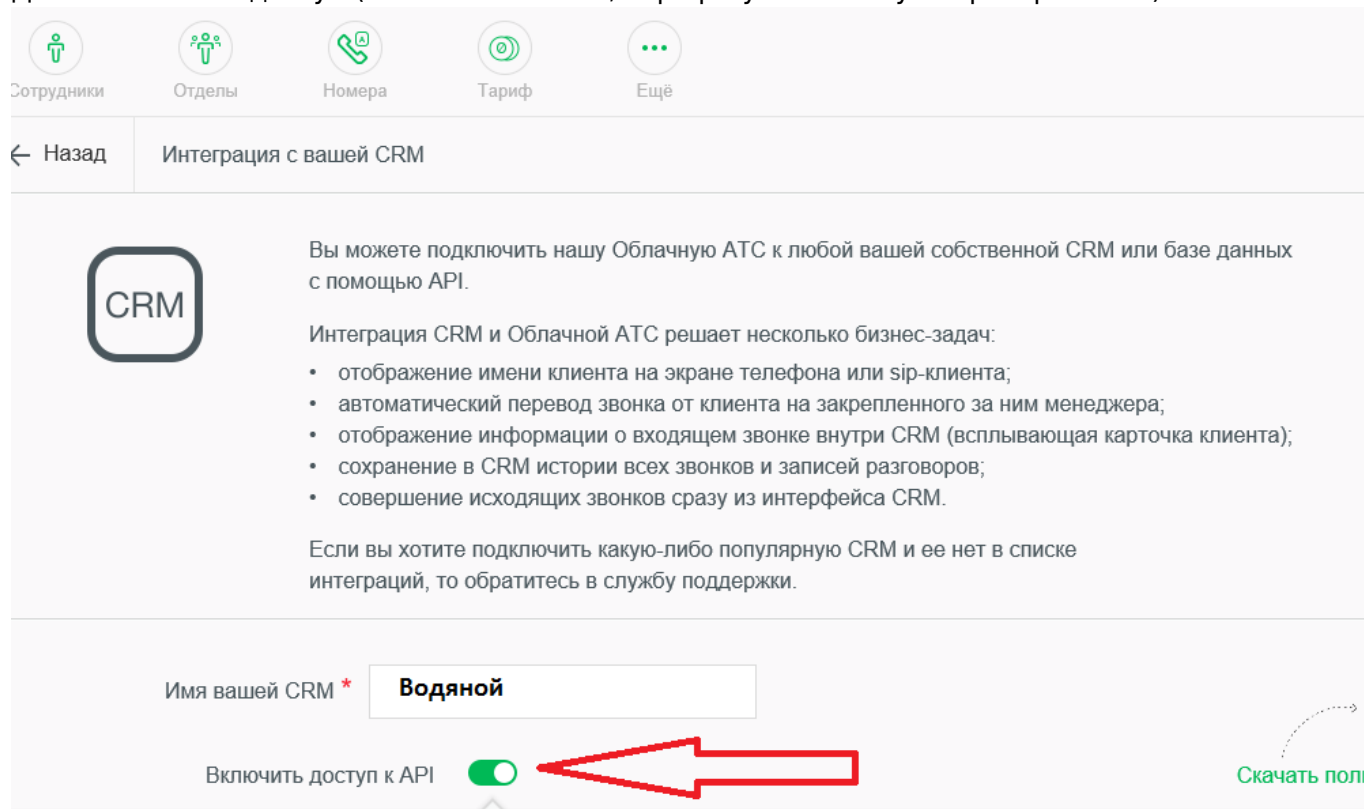 Сотрудники Отделы Номера Тариф Ещё
← Назад Интеграция с вашей CRM
Вы можете подключить нашу Облачную АТС к любой вашей собственной CRM или базе данных
с помощью API.
CRM
Интеграция CRM и Облачной АТС решает несколько бизнес-задач:
• отображение имени клиента на экране телефона или sip-клиента;
• автоматический перевод звонка от клиента на закрепленного за ним менеджера;
• отображение информации о входящем звонке внутри CRM (всплывающая карточка клиента);
• сохранение в CRM истории всех звонков и записей разговоров;
• совершение исходящих звонков сразу из интерфейса CRM.
Если вы хотите подключить какую-либо популярную CRM и ее нет в списке
интеграций, то обратитесь в службу поддержки.
Имя вашей CRM * Водяной
Включить доступ к API
Скачать пол